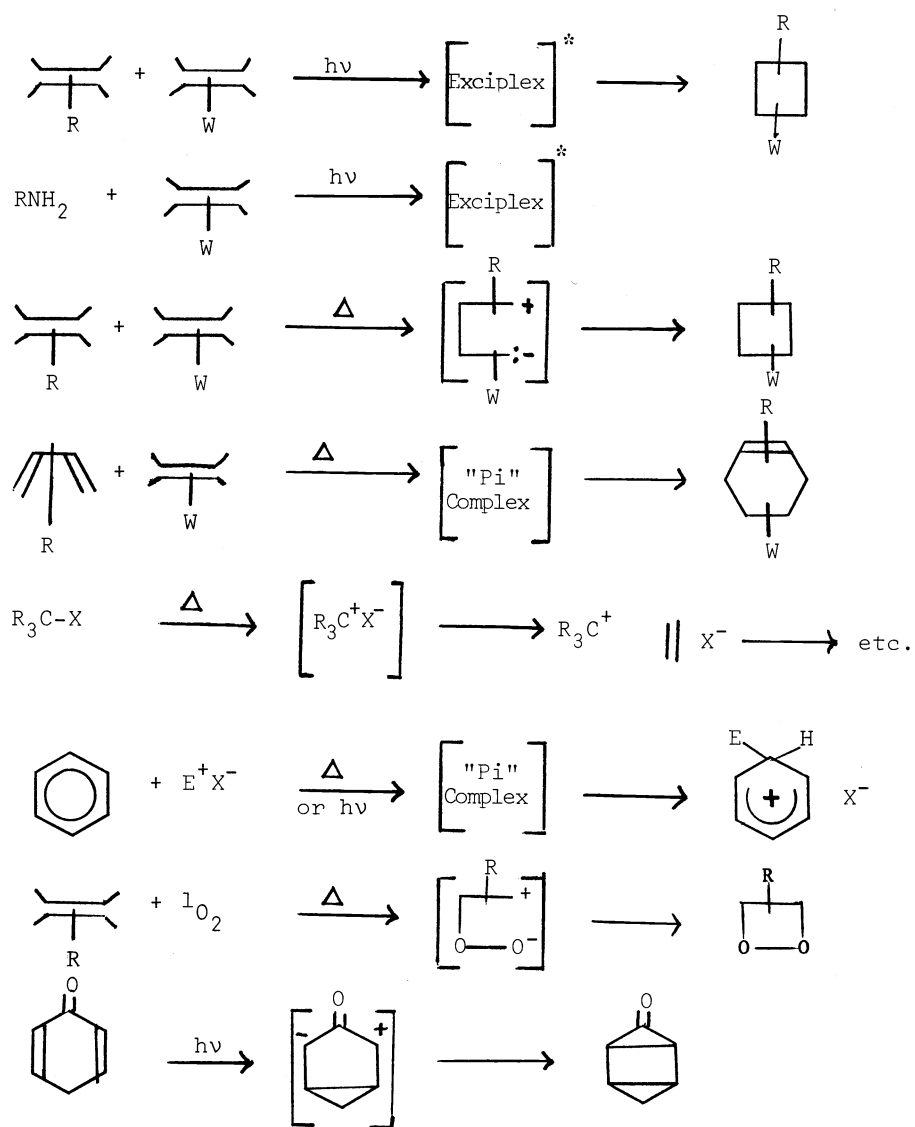 R
+ hν [Exciplex]*
R W W
RNH₂ + hν [Exciplex]*
W
R R
+ Δ + :-
R W W W
R
+ Δ ["Pi" Complex]
R W W
R₃C-X Δ [R₃C⁺X⁻] R₃C⁺ || X⁻ etc.
E H
+ E⁺X⁻ Δ or hν ["Pi" Complex] + X⁻
R R
+ ¹O₂ Δ + O O⁻ O O
R
O O O
hν - +